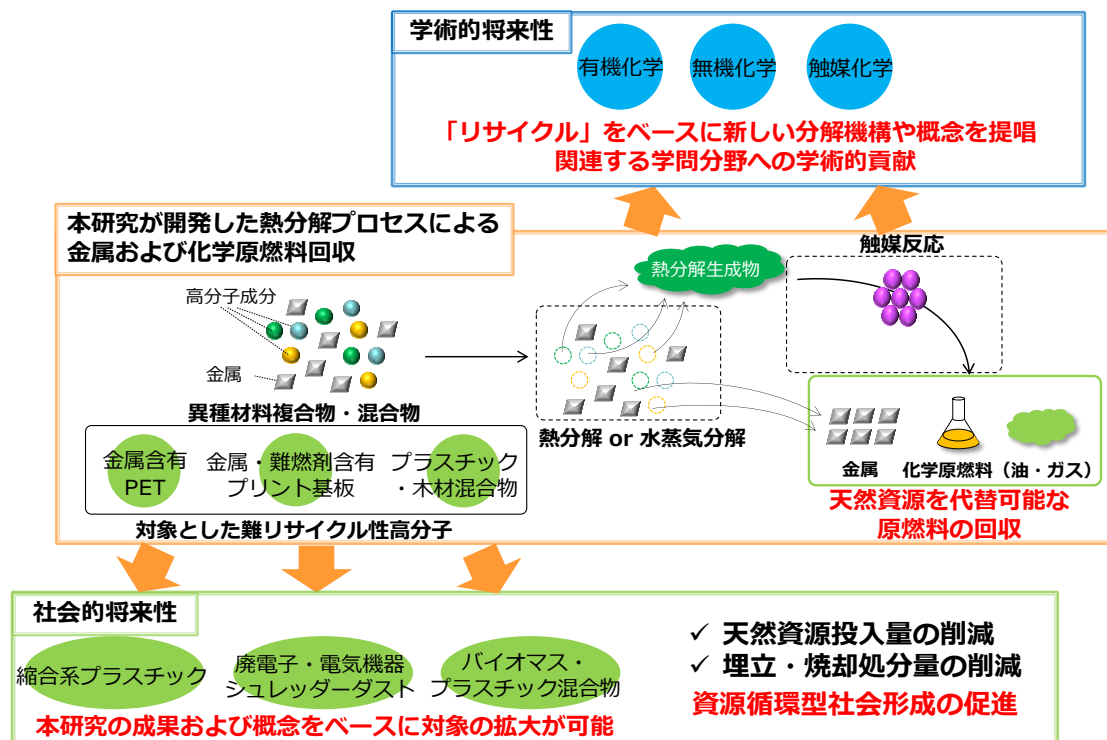 学術的将来性
有機化学
無機化学
触媒化学
「リサイクル」をベースに新しい分解機構や概念を提唱
関連する学問分野への学術的貢献
本研究が開発した熱分解プロセスによる
金属および化学原燃料回収
触媒反応
熱分解生成物
高分子成分
金属
異種材料複合物・混合物
熱分解 or 水蒸気分解
金属含有
PET
金属・難燃剤含有
プリント基板
プラスチック
・木材混合物
対象とした難リサイクル性高分子
金属
化学原燃料（油・ガス）
天然資源を代替可能な
原燃料の回収
社会的将来性
縮合系プラスチック
廃電子・電気機器
シュレッダーダスト
バイオマス・
プラスチック混合物
本研究の成果および概念をベースに対象の拡大が可能
✓ 天然資源投入量の削減
✓ 埋立・焼却処分量の削減
資源循環型社会形成の促進